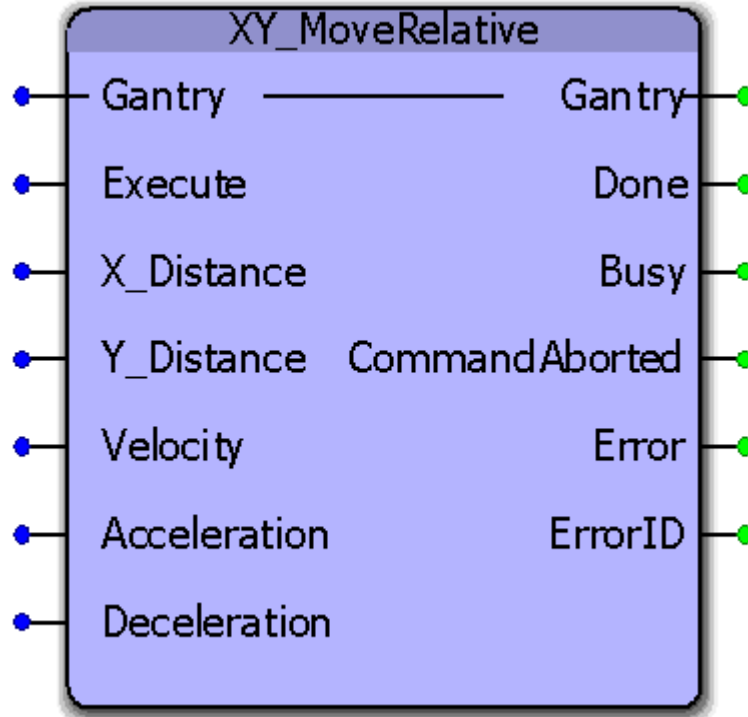 XY_MoveRelative
Gantry Gantry
Execute Done
X_Distance Busy
Y_Distance CommandAborted
Velocity Error
Acceleration ErrorID
Deceleration